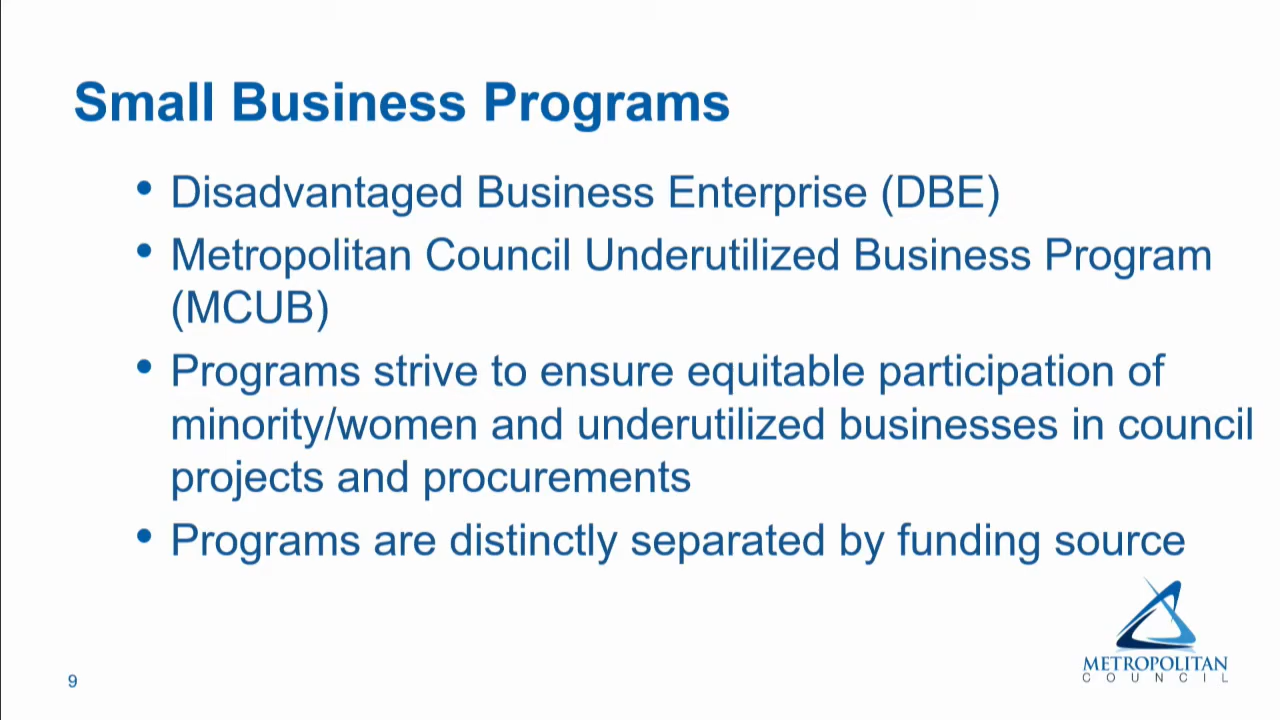 Small Business Programs
• Disadvantaged Business Enterprise (DBE)
• Metropolitan Council Underutilized Business Program
(MCUB)
• Programs strive to ensure equitable participation of
minority/women and underutilized businesses in council
projects and procurements
• Programs are distinctly separated by funding source
METROPOLITAN
COUNCIL
9